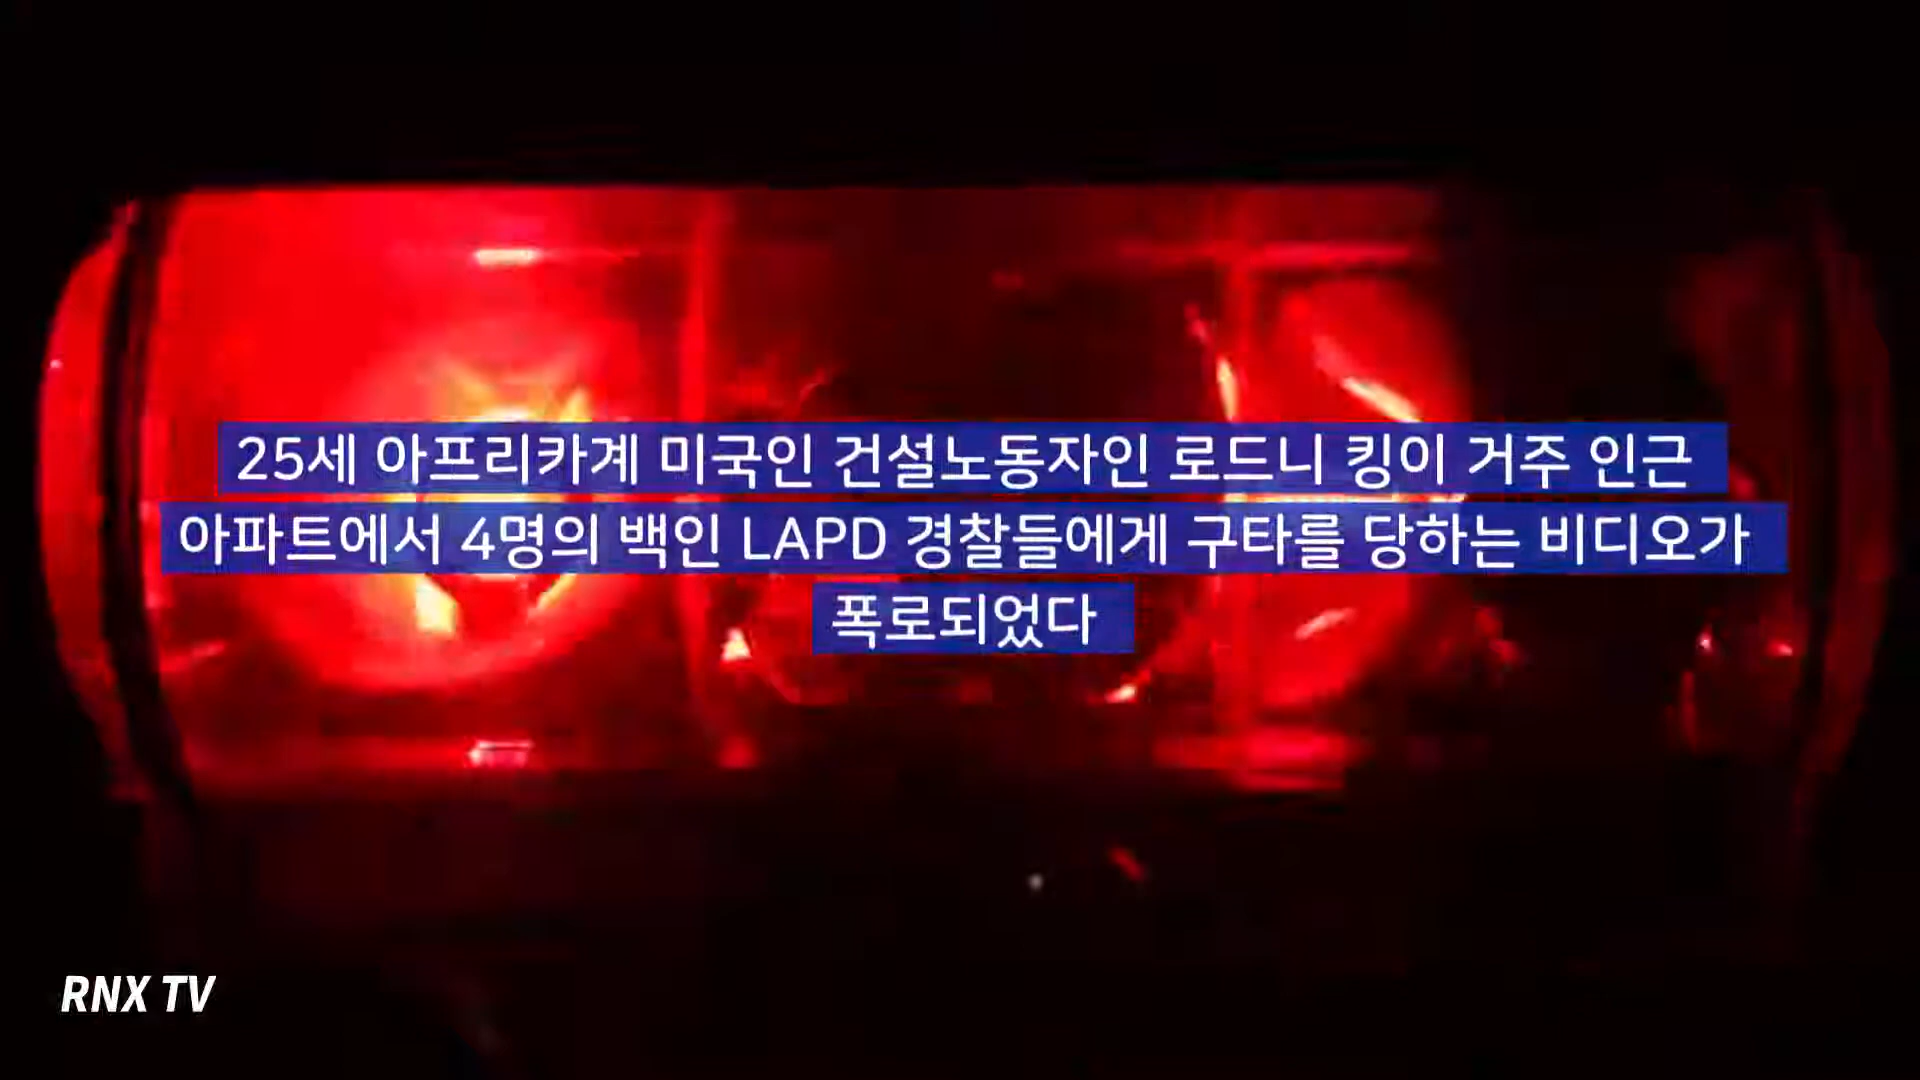 25세 아프리카계 미국인 건설노동자인 로드니 킹이 거주 인근
아파트에서 4명의 백인 LAPD 경찰들에게 구타를 당하는 비디오가
폭로되었다
RNX TV